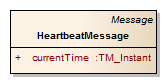 Message
HeartbeatMessage
+ currentTime :TM_Instant